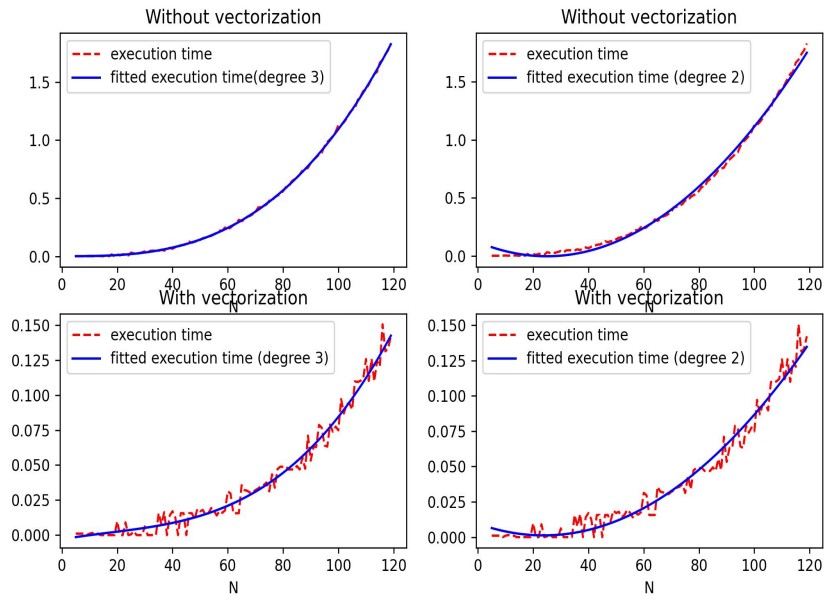 Without vectorization
execution time
fitted execution time(degree 3)
1.5
1.0
0.5
0.0
0 20 40 60 80 100 120
N
Without vectorization
execution time
fitted execution time (degree 2)
1.5
1.0
0.5
0.0
0 20 40 60 80 100 120
N
With vectorization
execution time
fitted execution time (degree 3)
0.150
0.125
0.100
0.075
0.050
0.025
0.000
0 20 40 60 80 100 120
N
With vectorization
execution time
fitted execution time (degree 2)
0.150
0.125
0.100
0.075
0.050
0.025
0.000
0 20 40 60 80 100 120
N